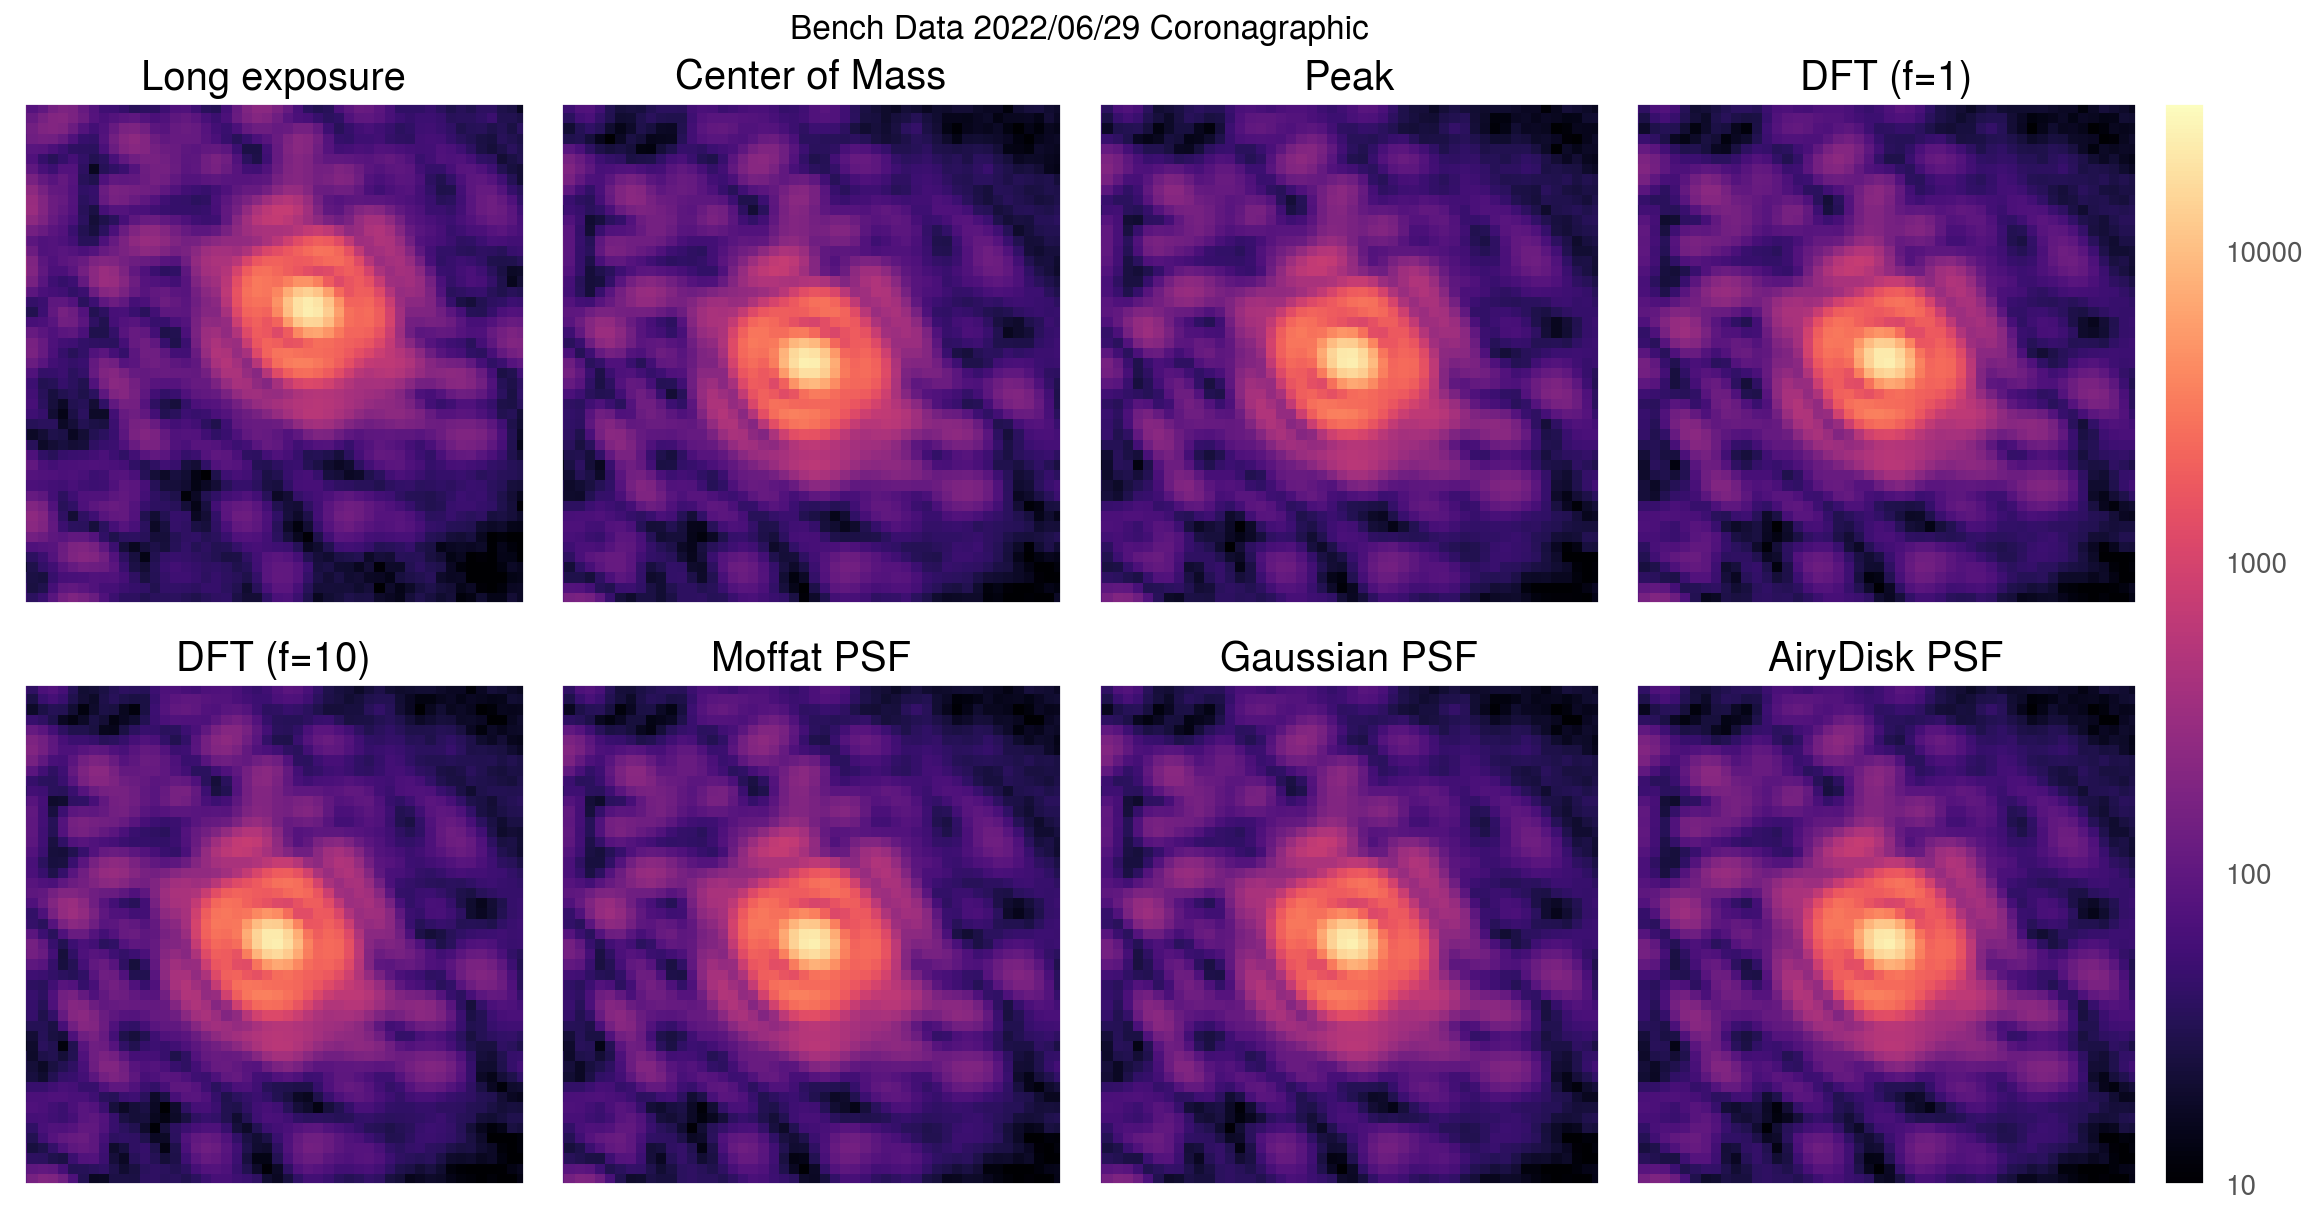 Bench Data 2022/06/29 Coronagraphic
Long exposure
Center of Mass
Peak
DFT (f=1)
10000
1000
100
10
DFT (f=10)
Moffat PSF
Gaussian PSF
AiryDisk PSF